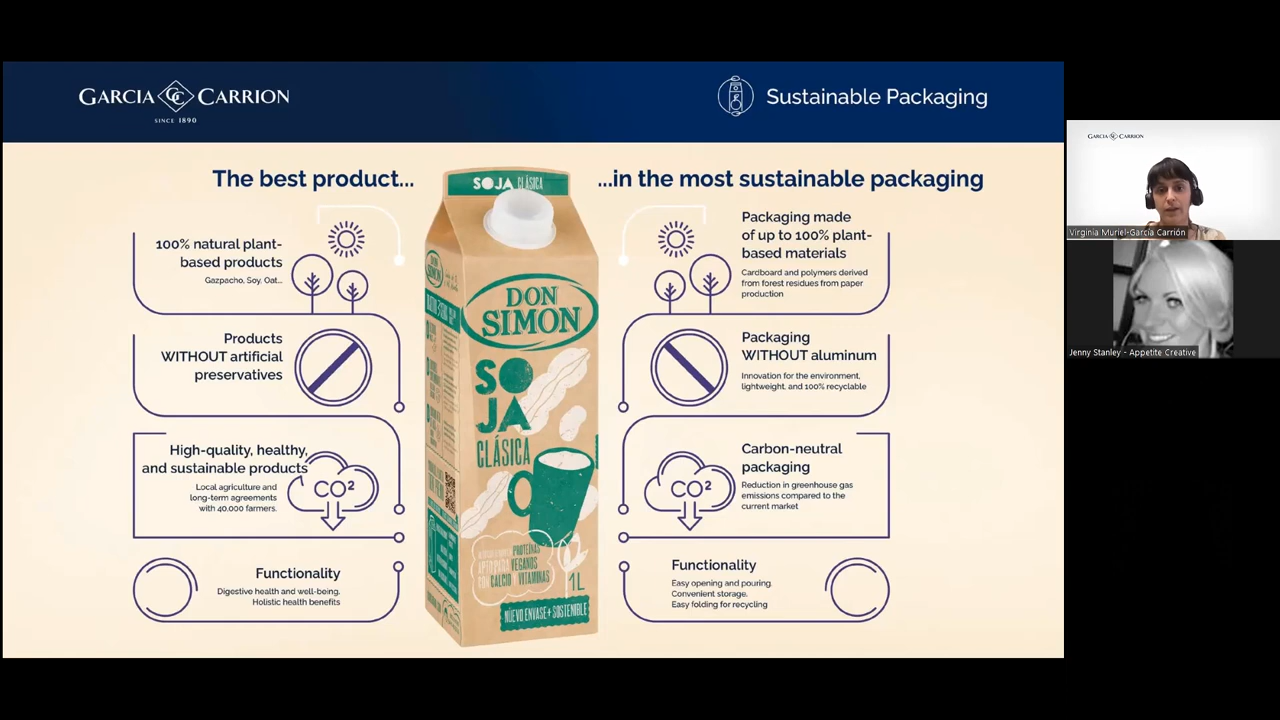 GARCIA GC CARRION
SINCE 1890
Sustainable Packaging
The best product...
...in the most sustainable packaging
100% natural plant-
based products
Gazpacho, Soy, Oat...
Products
WITHOUT artificial
preservatives
High-quality, healthy,
and sustainable products
Local agriculture and
long-term agreements
with 40.000 farmers.
CO²
Functionality
Digestive health and well-being.
Holistic health benefits
SOJA CLÁSICA
DON
SIMON
SO
JA
CLÁSICA
PROTEÍNAS
APTO PARA VEGANOS
CON CALCIO Y VITAMINAS
1L
NUEVO ENVASE + SOSTENIBLE
Packaging made
of up to 100% plant-
based materials
Cardboard and polymers derived
from forest residues from paper
production
Packaging
WITHOUT aluminum
Innovation for the environment,
lightweight, and 100% recyclable
Carbon-neutral
packaging
Reduction in greenhouse gas
emissions compared to the
current market
CO²
Functionality
Easy opening and pouring.
Convenient storage.
Easy folding for recycling
GARCIA GC CARRION
Virginia Muriel-García Carrión
Jenny Stanley - Appetite Creative